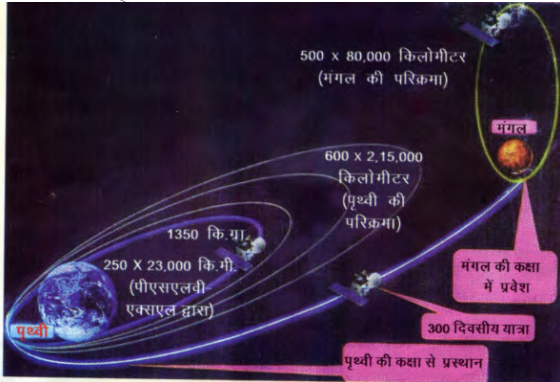 500 x 80,000 किलोमीटर
(मंगल की परिक्रमा)
मंगल
600 x 2,15,000
किलोमीटर
(पृथ्वी की
परिक्रमा)
1350 कि.ग्रा.
250 X 23,000 कि.मी.
(पीएसएलवी-
एक्सएल द्वारा)
पृथ्वी
मंगल की कक्षा
में प्रवेश
300 दिवसीय यात्रा
पृथ्वी की कक्षा से प्रस्थान